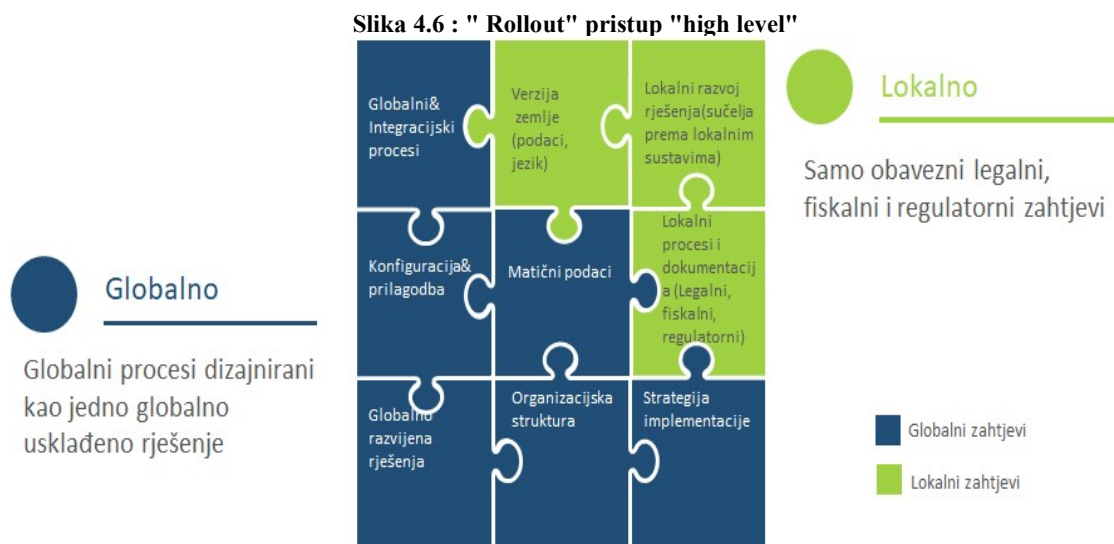 Slika 4.6 : " Rollout" pristup "high level"
Globalno
Globalni procesi dizajnirani
kao jedno globalno
usklađeno rješenje
Globalni&
Integracijski
procesi
Verzija
zemlje
(podaci,
jezik)
Lokalni razvoj
rješenja(sučelja
prema lokalnim
sustavima)
Konfiguracija&
prilagodba
Matični podaci
Lokalni
procesi i
dokumentacij
a (Legalni,
fiskalni,
regulatorni)
Globalno
razvijena
rješenja
Organizacijska
struktura
Strategija
implementacije
Lokalno
Samo obavezni legalni,
fiskalni i regulatorni zahtjevi
Globalni zahtjevi
Lokalni zahtjevi